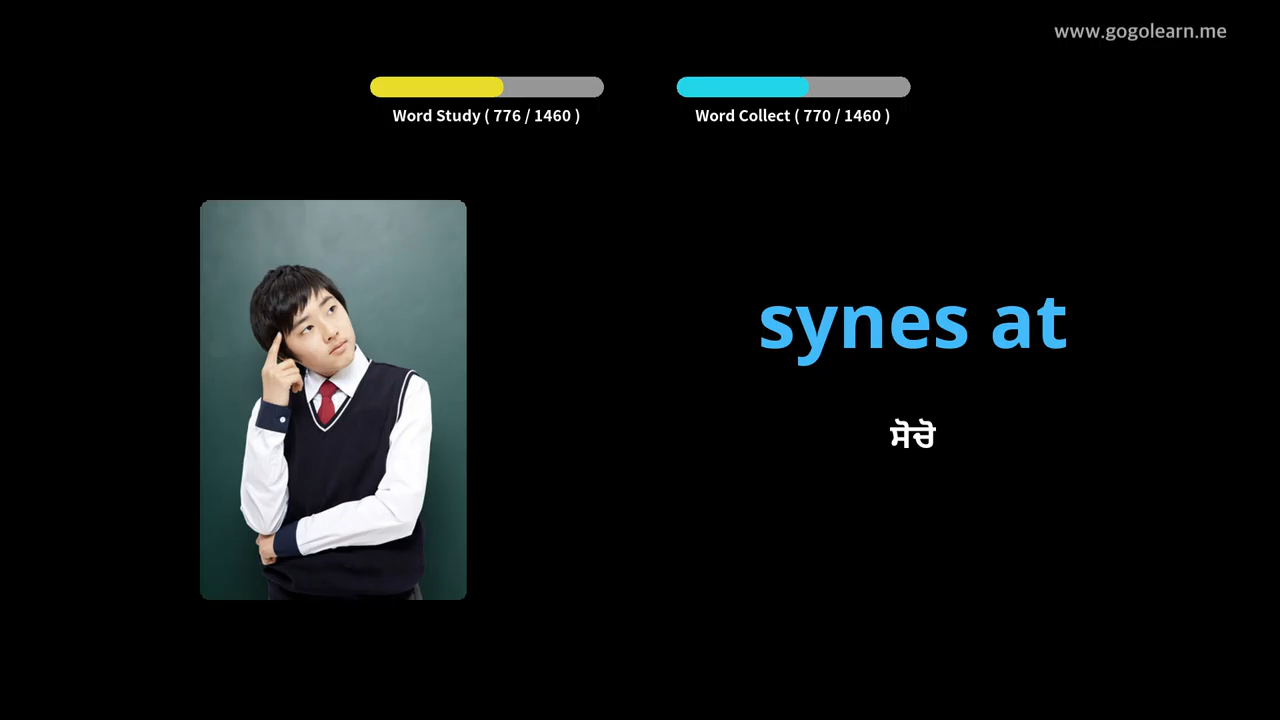 www.gogolearn.me
Word Study ( 776 / 1460 )
Word Collect ( 770 / 1460 )
synes at
ਸੋਚੋ